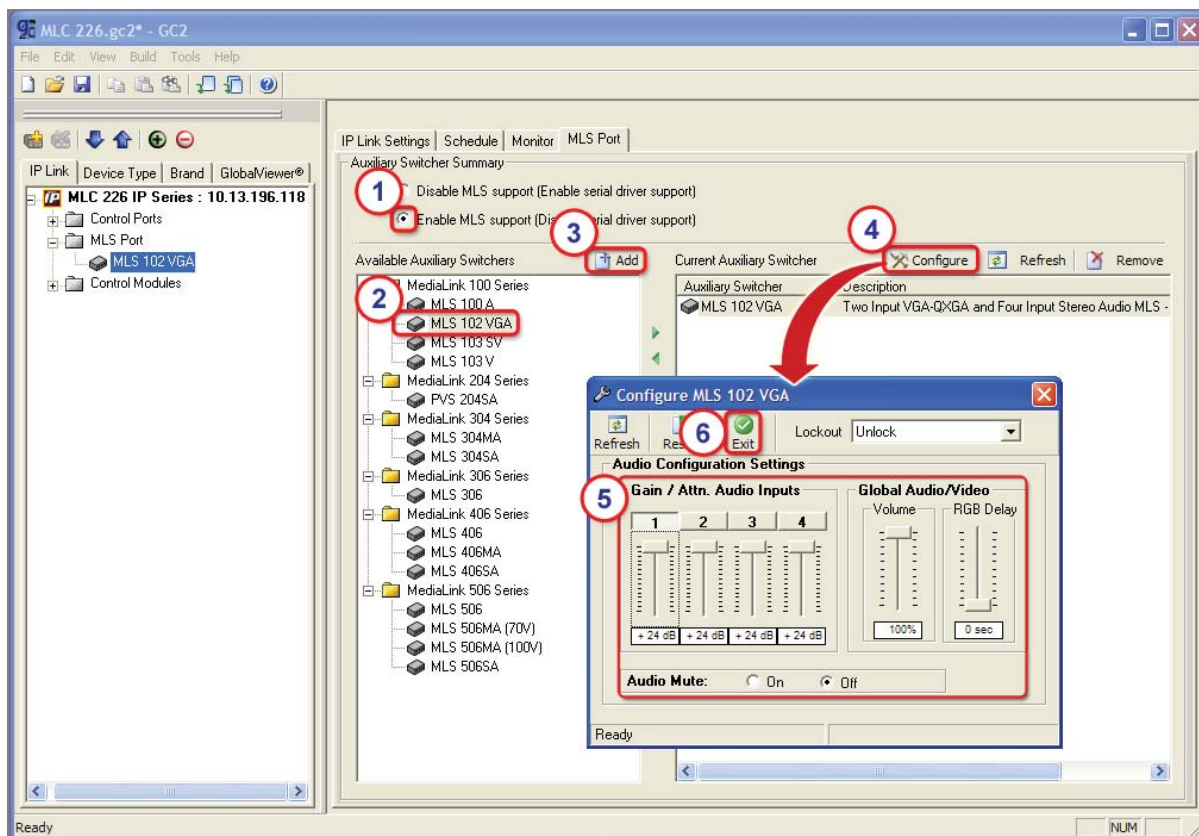 MLC 226.gc2* - GC2
File Edit View Build Tools Help
IP Link Device Type Brand GlobalViewer®
MLC 226 IP Series : 10.13.196.118
Control Ports
MLS Port
MLS 102 VGA
Control Modules
IP Link Settings Schedule Monitor MLS Port
Auxiliary Switcher Summary
1
Disable MLS support (Enable serial driver support)
Enable MLS support (Dis serial driver support)
3
4
Available Auxiliary Switchers Add
Current Auxiliary Switcher Configure Refresh Remove
MediaLink 100 Series
2
MLS 100 A
MLS 102 VGA
MLS 103 SV
MLS 103 V
MediaLink 204 Series
PVS 204SA
MediaLink 304 Series
MLS 304MA
MLS 304SA
MediaLink 306 Series
MLS 306
MediaLink 406 Series
MLS 406
MLS 406MA
MLS 406SA
MediaLink 506 Series
MLS 506
MLS 506MA (70V)
MLS 506MA (100V)
MLS 506SA
Auxiliary Switcher Description
MLS 102 VGA Two Input VGA-QXGA and Four Input Stereo Audio MLS -
Configure MLS 102 VGA
Refresh Res 6 Exit Lockout Unlock
Audio Configuration Settings
5
Gain / Attn. Audio Inputs
1 2 3 4
+ 24 dB + 24 dB + 24 dB + 24 dB
Global Audio/Video
Volume RGB Delay
100% 0 sec
Audio Mute: On Off
Ready
Ready NUM